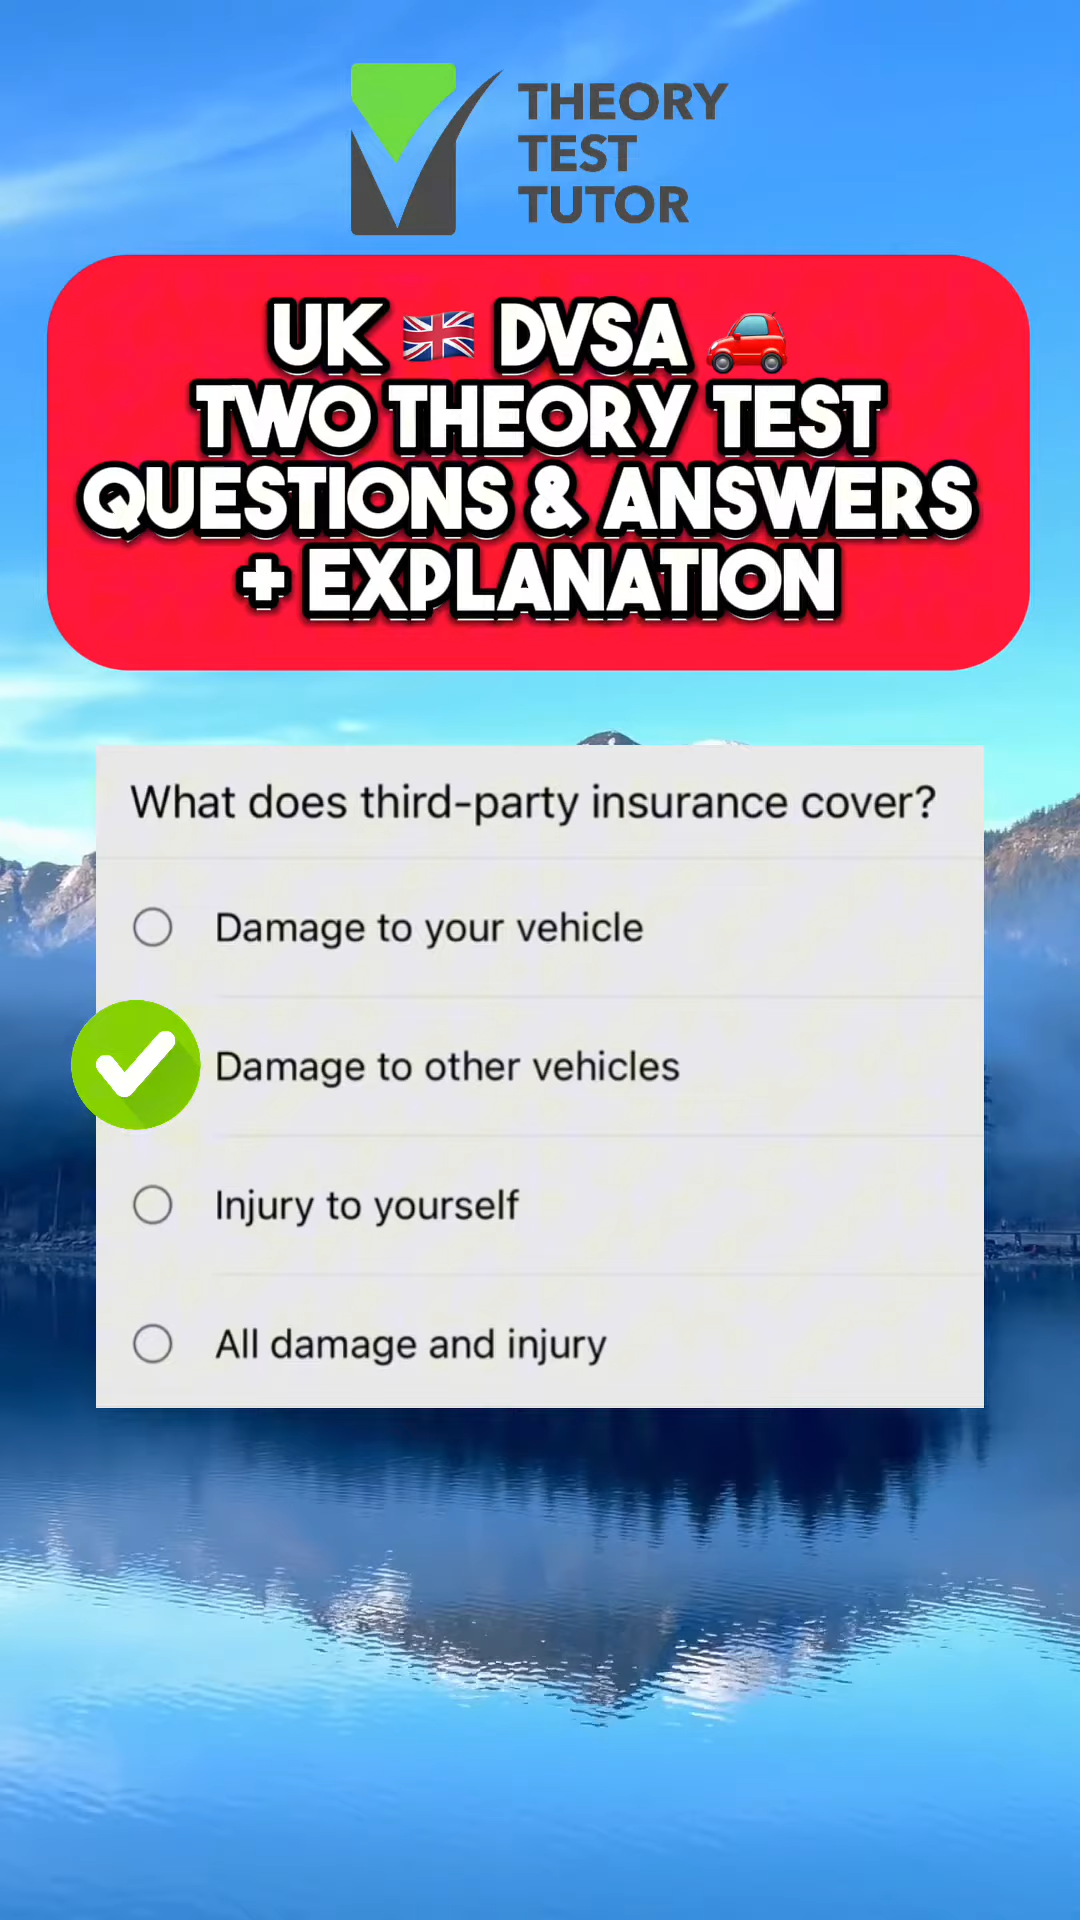 THEORY
TEST
TUTOR
UK 🇬🇧 DVSA 🚗
TWO THEORY TEST
QUESTIONS & ANSWERS
+ EXPLANATION
What does third-party insurance cover?
Damage to your vehicle
Damage to other vehicles
Injury to yourself
All damage and injury